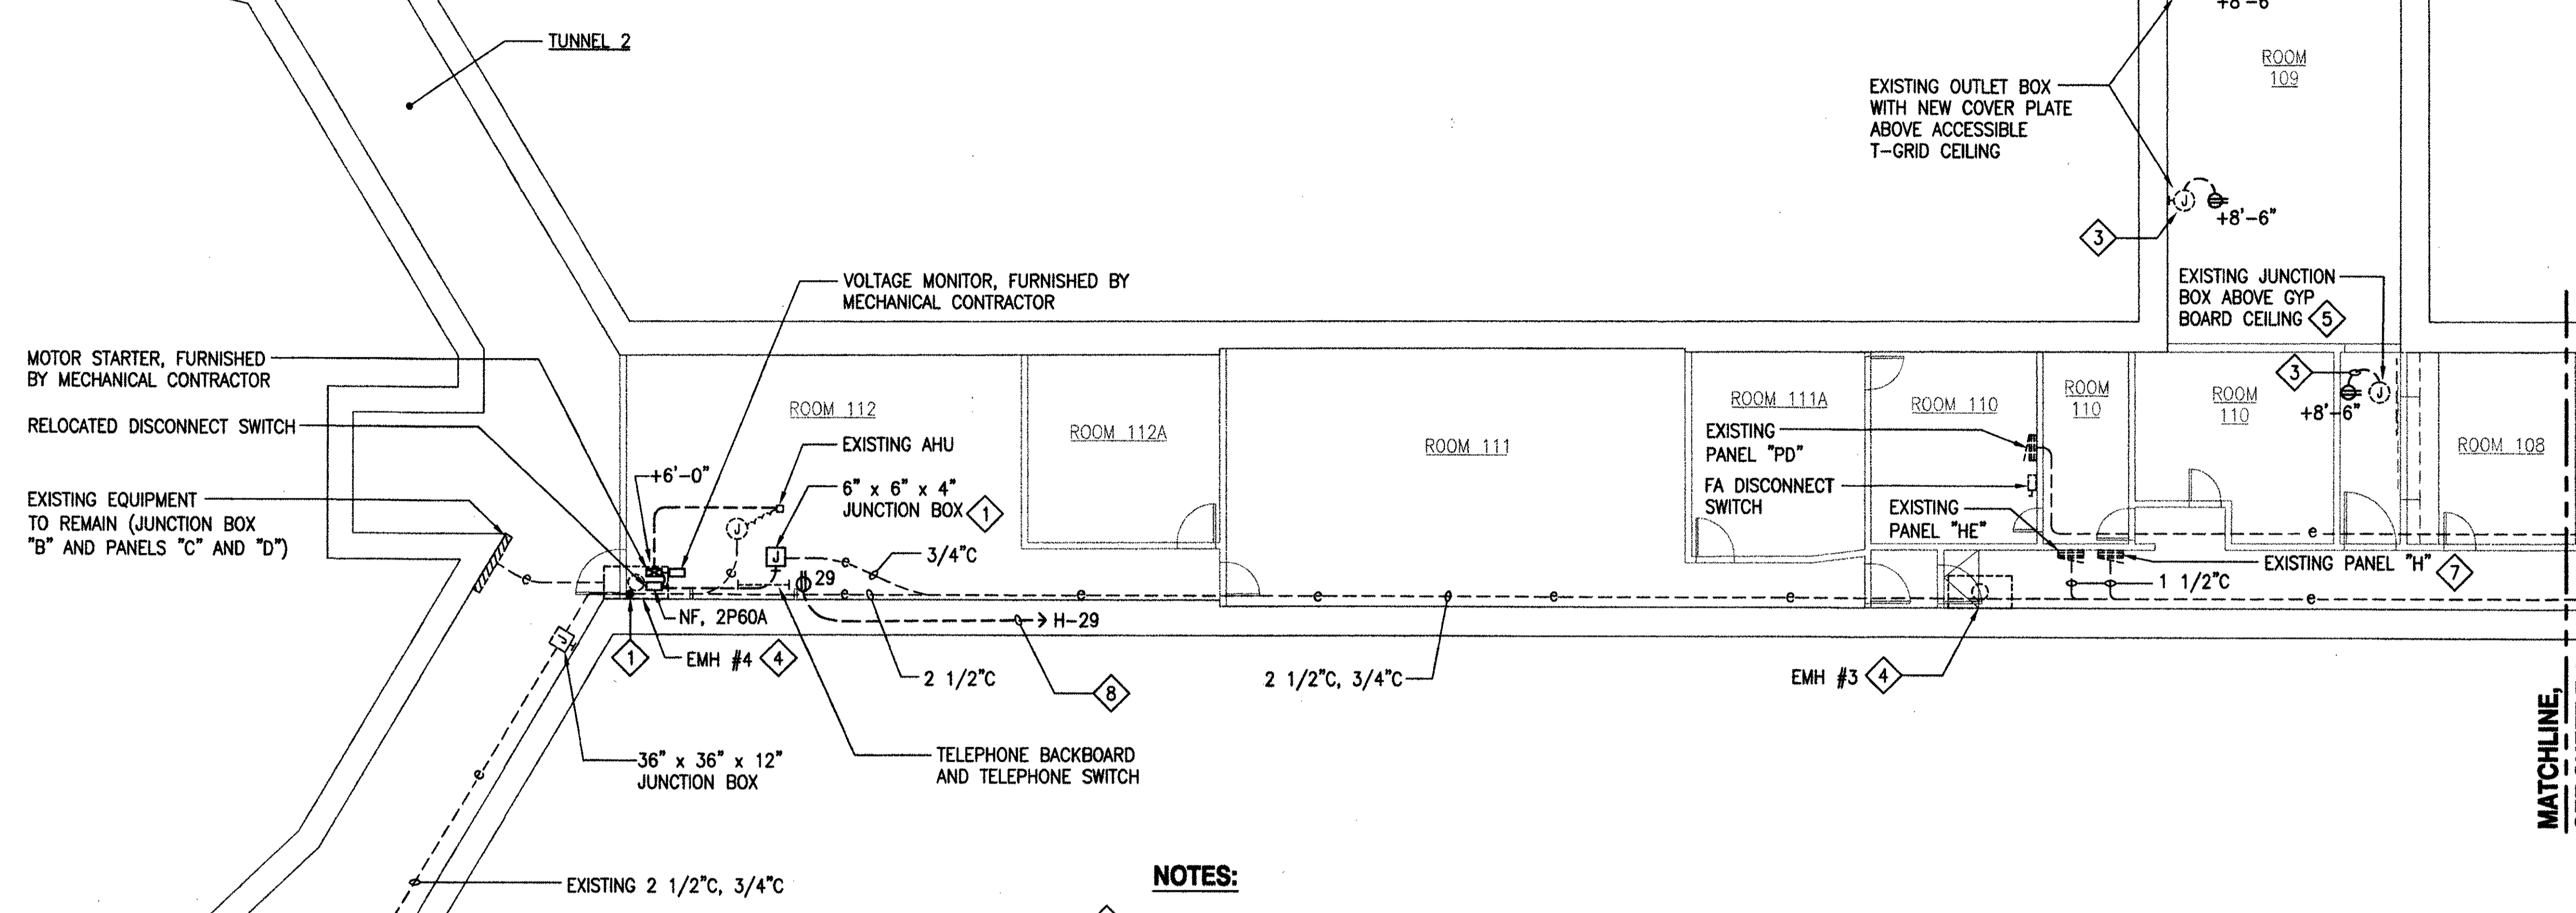 TUNNEL 2
+8'-6"
ROOM
109
EXISTING OUTLET BOX
WITH NEW COVER PLATE
ABOVE ACCESSIBLE
T-GRID CEILING
J
+8'-6"
3
VOLTAGE MONITOR, FURNISHED BY
MECHANICAL CONTRACTOR
EXISTING JUNCTION
BOX ABOVE GYP
BOARD CEILING 5
MOTOR STARTER, FURNISHED
BY MECHANICAL CONTRACTOR
RELOCATED DISCONNECT SWITCH
EXISTING EQUIPMENT
TO REMAIN (JUNCTION BOX
"B" AND PANELS "C" AND "D")
ROOM 112
+6'-0"
EXISTING AHU
6" x 6" x 4"
JUNCTION BOX 1
J
J
29
3/4"C
e
e
e
e
NF, 2P60A
1
EMH #4 4
H-29
2 1/2"C
8
J
36" x 36" x 12"
JUNCTION BOX
TELEPHONE BACKBOARD
AND TELEPHONE SWITCH
e
EXISTING 2 1/2"C, 3/4"C
ROOM 112A
ROOM 111
e
e
e
e
2 1/2"C, 3/4"C
ROOM 111A
ROOM 110
ROOM
110
ROOM
110
3
J
+8'-6"
ROOM 108
EXISTING
PANEL "PD"
FA DISCONNECT
SWITCH
EXISTING
PANEL "HE"
e
EXISTING PANEL "H" 7
1 1/2"C
e
EMH #3 4
MATCHLINE,
NOTES: